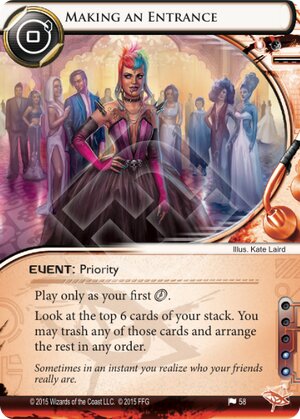 0
Making an Entrance
Illus. Kate Laird
EVENT: Priority
Play only as your first
.
Look at the top 6 cards of your stack. You
may trash any of those cards and arrange
the rest in any order.
Sometimes in an instant you realize who your friends
really are.
© 2015 Wizards of the Coast LLC. © 2015 FFG
58